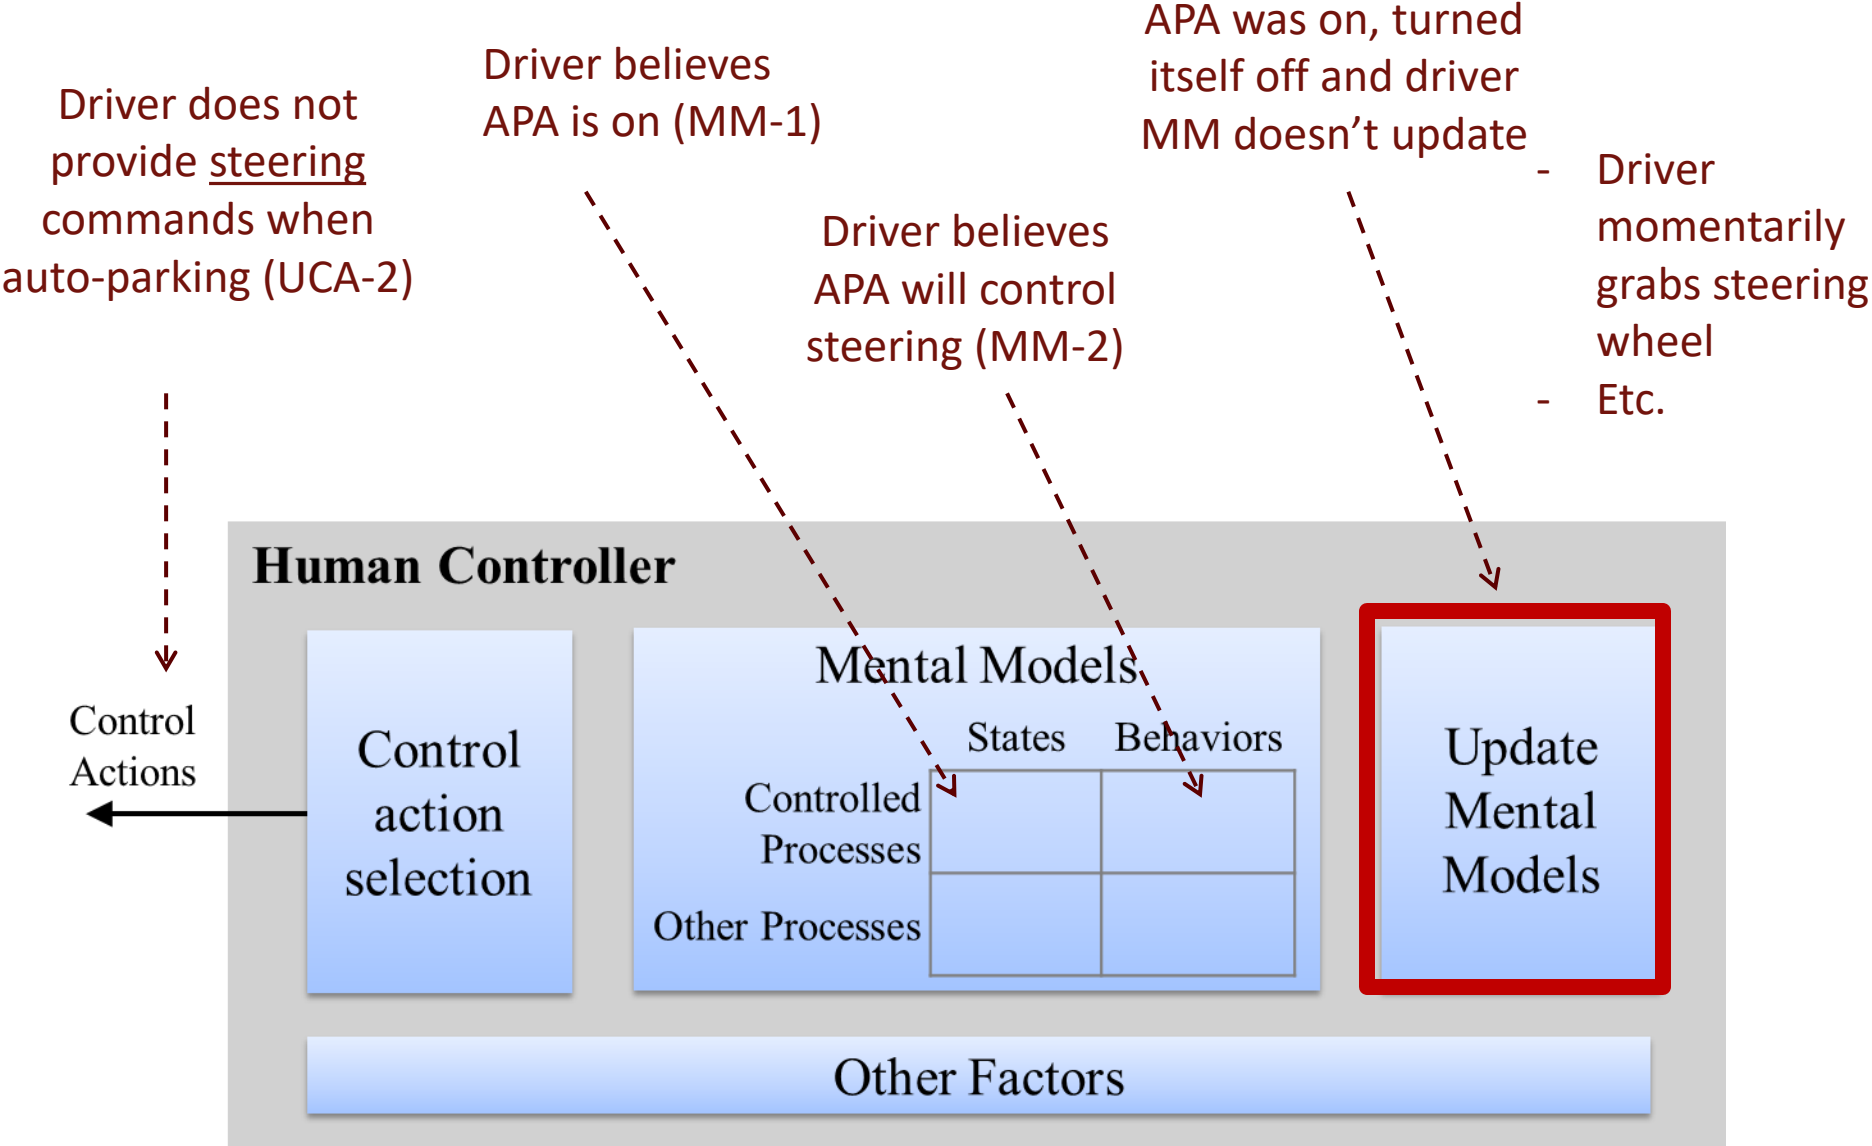 Driver does not
provide steering
commands when
auto-parking (UCA-2)
Driver believes
APA is on (MM-1)
Driver believes
APA will control
steering (MM-2)
APA was on, turned
itself off and driver
MM doesn’t update
- Driver
momentarily
grabs steering
wheel
- Etc.
Human Controller
Control
Actions
Control
action
selection
Mental Models
States Behaviors
Controlled
Processes
Other Processes
Update
Mental
Models
Other Factors